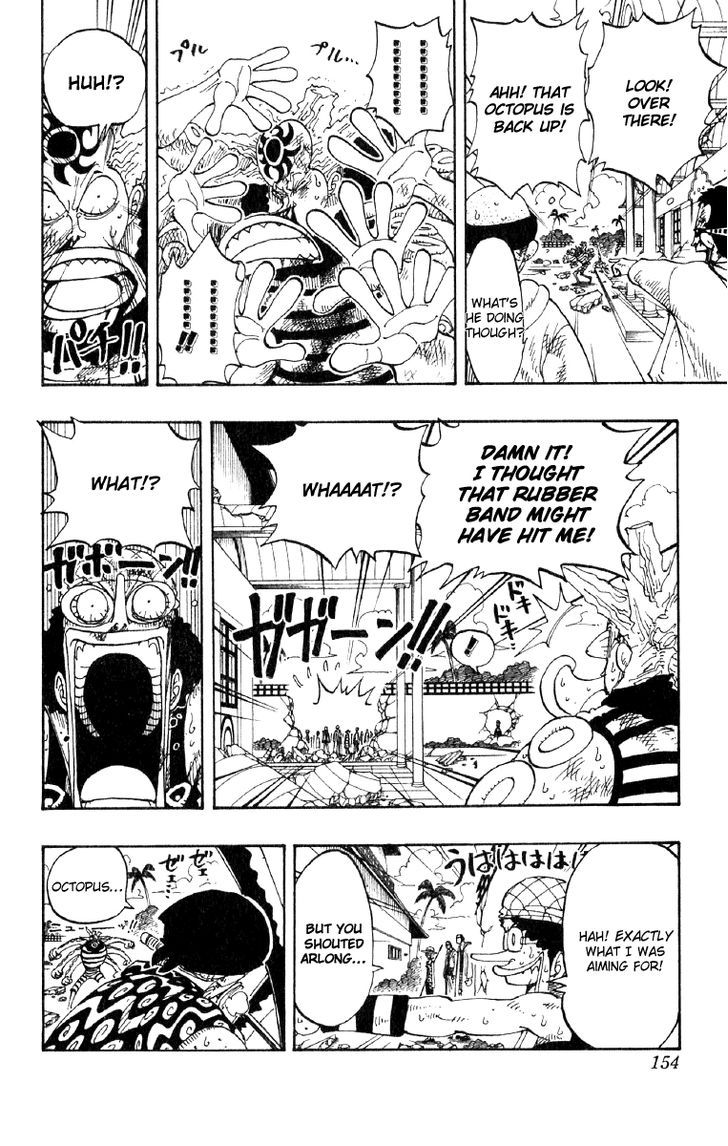 LOOK!
OVER
THERE!
AHH! THAT
OCTOPUS IS
BACK UP!
WHAT'S
HE DOING
THOUGH?
プル
プル…
!!
HUH!?
パチ!!
DAMN IT!
I THOUGHT
THAT RUBBER
BAND MIGHT
HAVE HIT ME!
ドキ
ドキ…
!
WHAAAAT!?
ガガーン!!
WHAT!?
ガボーン!!
HAH! EXACTLY
WHAT I WAS
AIMING FOR!
うはははははは
BUT YOU
SHOUTED
ARLONG...
OCTOPUS...
ゼェ
ゼェ…
154